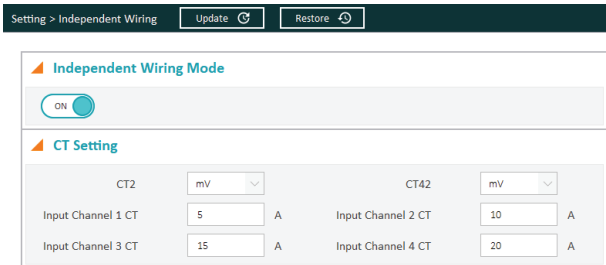 Setting > Independent Wiring Update Restore
Independent Wiring Mode
ON
CT Setting
CT2 mV CT42 mV
Input Channel 1 CT 5 A Input Channel 2 CT 10 A
Input Channel 3 CT 15 A Input Channel 4 CT 20 A